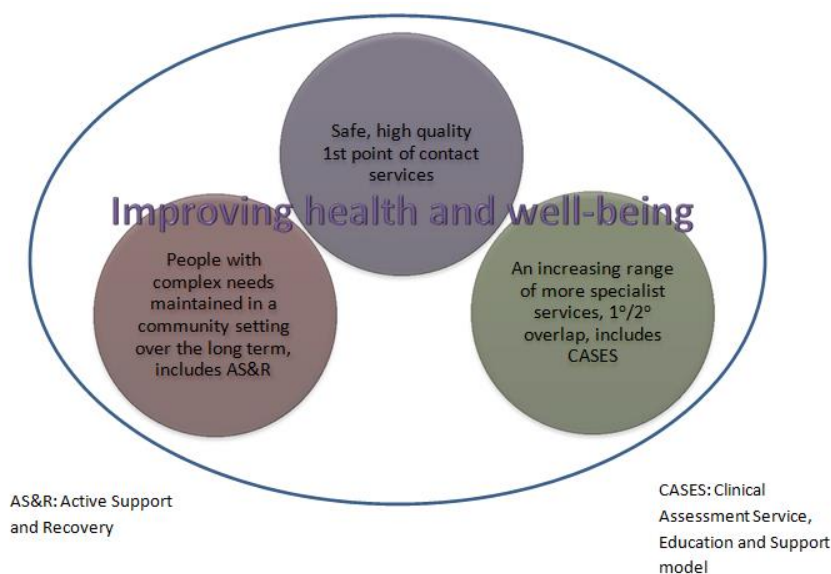 Safe, high quality
1st point of contact
services
Improving health and well-being
People with
complex needs
maintained in a
community setting
over the long term,
includes AS&R
An increasing range
of more specialist
services, 1º/2º
overlap, includes
CASES
AS&R: Active Support
and Recovery
CASES: Clinical
Assessment Service,
Education and Support
model